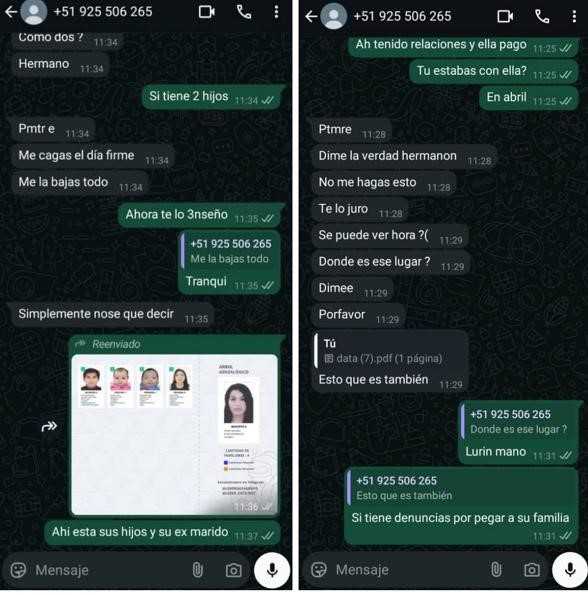 +51 925 506 265
Como dos ? 11:34
Hermano 11:34
Si tiene 2 hijos 11:34
Pmtr e 11:34
Me cagas el día firme 11:34
Me la bajas todo 11:34
Ahora te lo 3nseño 11:35
+51 925 506 265
Me la bajas todo
Tranqui 11:35
Simplemente nose que decir 11:35
Reenviado
ÁRBOL
GENEALÓGICO
CANTIDAD DE
FAMILIARES : 4
11:36
Ahi esta sus hijos y su ex marido 11:37
Mensaje
+51 925 506 265
Ah tenido relaciones y ella pago 11:25
Tu estabas con ella? 11:25
En abril 11:25
Ptmre 11:28
Dime la verdad hermanon 11:28
No me hagas esto 11:28
Te lo juro 11:28
Se puede ver hora ?( 11:29
Donde es ese lugar ? 11:29
Dimee 11:29
Porfavor 11:29
Tú
data (7).pdf (1 página)
Esto que es también 11:29
+51 925 506 265
Donde es ese lugar ?
Lurin mano 11:31
+51 925 506 265
Esto que es también
Si tiene denuncias por pegar a su familia
11:31
Mensaje